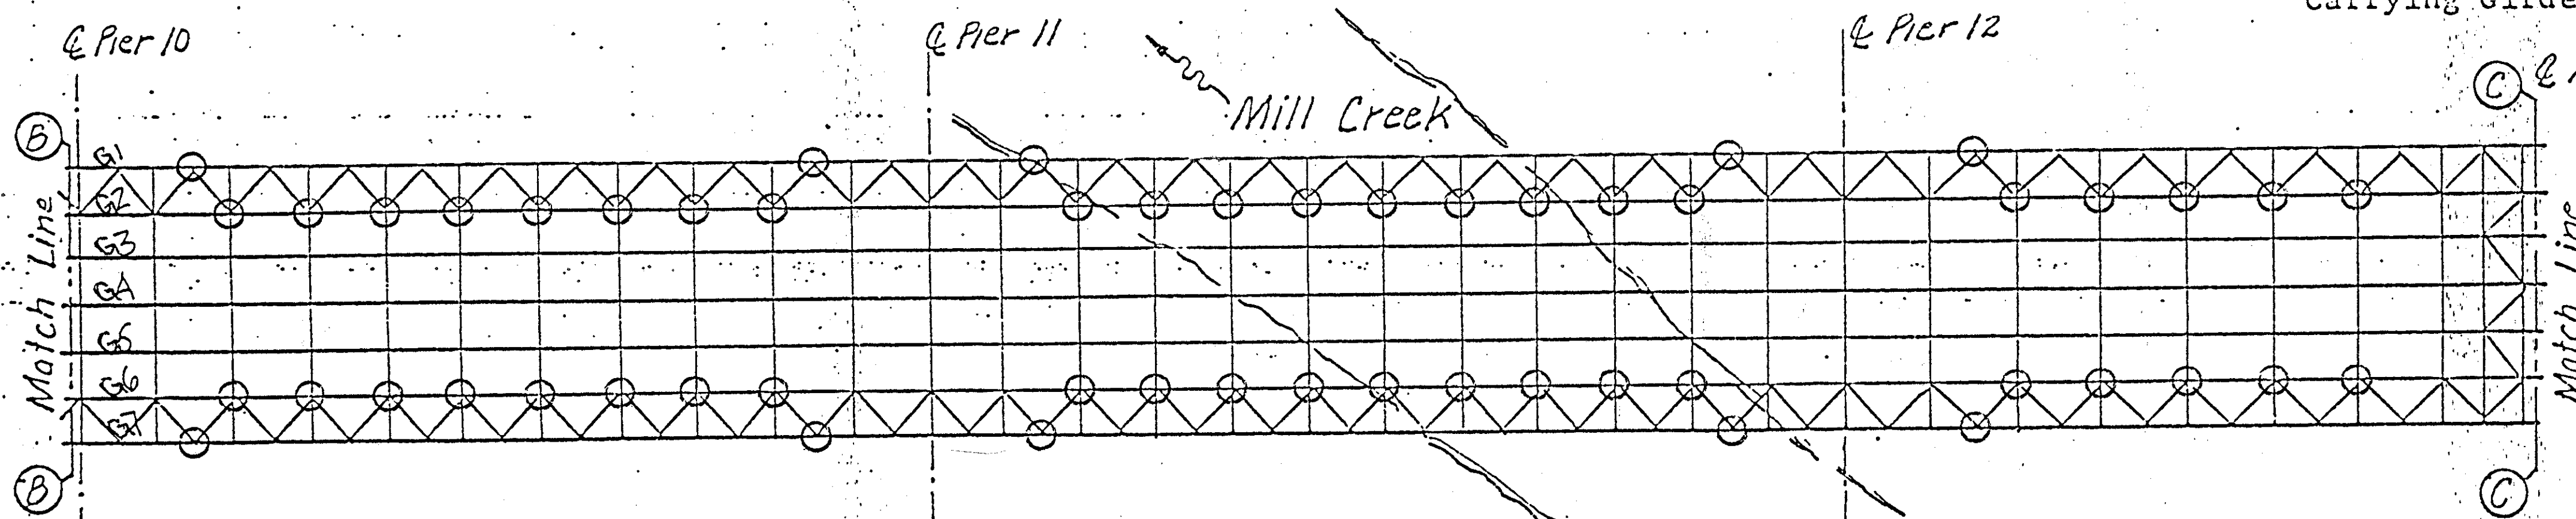 Carrying Girde
℄ Pier 10
℄ Pier 11
℄ Pier 12
℄
Mill Creek
B
C
G1
G2
G3
G4
G5
G6
G7
Match Line
Match Line
B
C